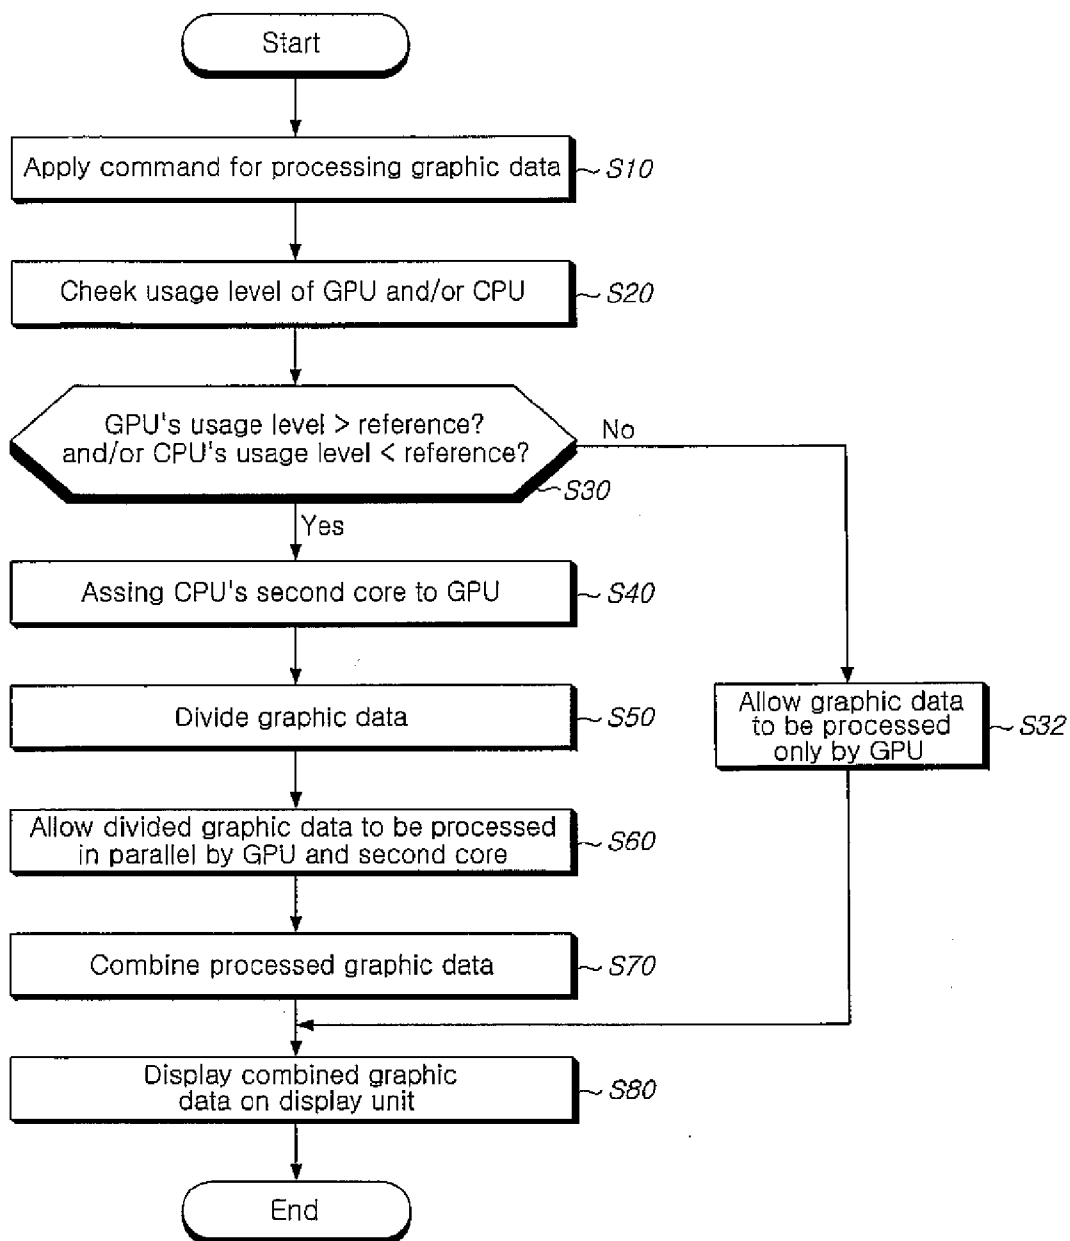 Start
Apply command for processing graphic data
S10
Cheek usage level of GPU and/or CPU
S20
GPU's usage level > reference?
and/or CPU's usage level < reference?
S30
No
Yes
Assing CPU's second core to GPU
S40
Divide graphic data
S50
Allow graphic data
to be processed
only by GPU
S32
Allow divided graphic data to be processed
in parallel by GPU and second core
S60
Combine processed graphic data
S70
Display combined graphic
data on display unit
S80
End